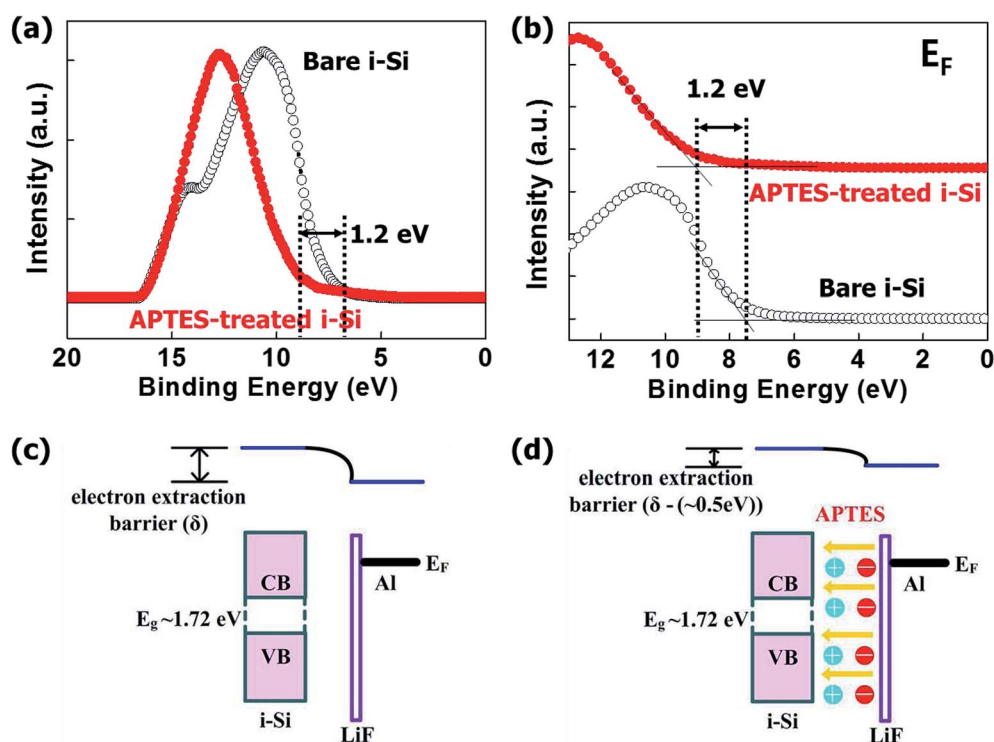 (a)
Intensity (a.u.)
Bare i-Si
1.2 eV
APTES-treated i-Si
20 15 10 5 0
Binding Energy (eV)
(b)
Intensity (a.u.)
E_F
1.2 eV
APTES-treated i-Si
Bare i-Si
12 10 8 6 4 2 0
Binding Energy (eV)
(c)
electron extraction
barrier (δ)
CB
E_F
Al
E_g ~1.72 eV
VB
i-Si
LiF
(d)
electron extraction
barrier (δ - (~0.5eV))
APTES
CB
E_F
Al
+ −
+ −
E_g ~1.72 eV
VB
+ −
+ −
i-Si
LiF